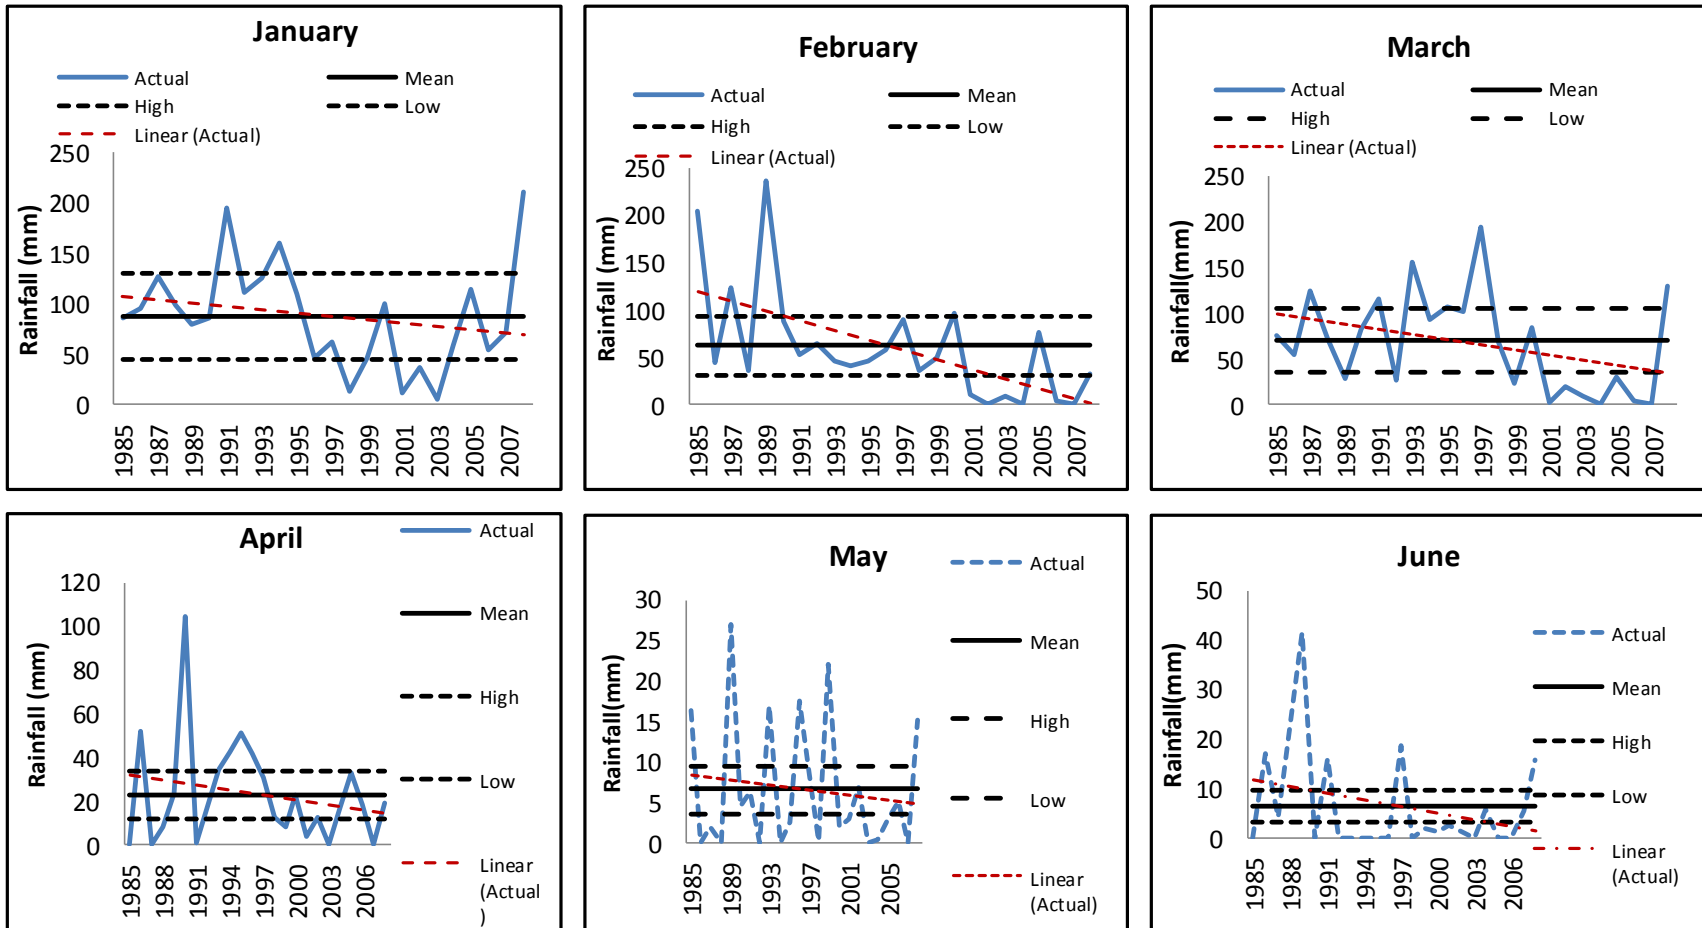 January
Actual Mean
High Low
Linear (Actual)
250
200
150
100
50
0
Rainfall (mm)
1985 1987 1989 1991 1993 1995 1997 1999 2001 2003 2005 2007
February
Actual Mean
High Low
Linear (Actual)
250
200
150
100
50
0
Rainfall (mm)
1985 1987 1989 1991 1993 1995 1997 1999 2001 2003 2005 2007
March
Actual Mean
High Low
Linear (Actual)
250
200
150
100
50
0
Rainfall(mm)
1985 1987 1989 1991 1993 1995 1997 1999 2001 2003 2005 2007
April
120
100
80
60
40
20
0
Rainfall (mm)
1985 1988 1991 1994 1997 2000 2003 2006
Actual
Mean
High
Low
Linear
(Actual
)
May
30
25
20
15
10
5
0
Rainfall(mm)
1985 1989 1993 1997 2001 2005
Actual
Mean
High
Low
Linear
(Actual)
June
50
40
30
20
10
0
Rainfall(mm)
1985 1988 1991 1994 1997 2000 2003 2006
Actual
Mean
High
Low
Linear
(Actual)